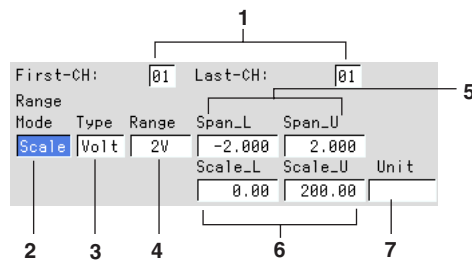 1
First-CH: 01 Last-CH: 01
5
Range
Mode Type Range Span_L Span_U
Scale Volt 2V -2.000 2.000
Scale_L Scale_U Unit
0.00 200.00
2 3 4 6 7